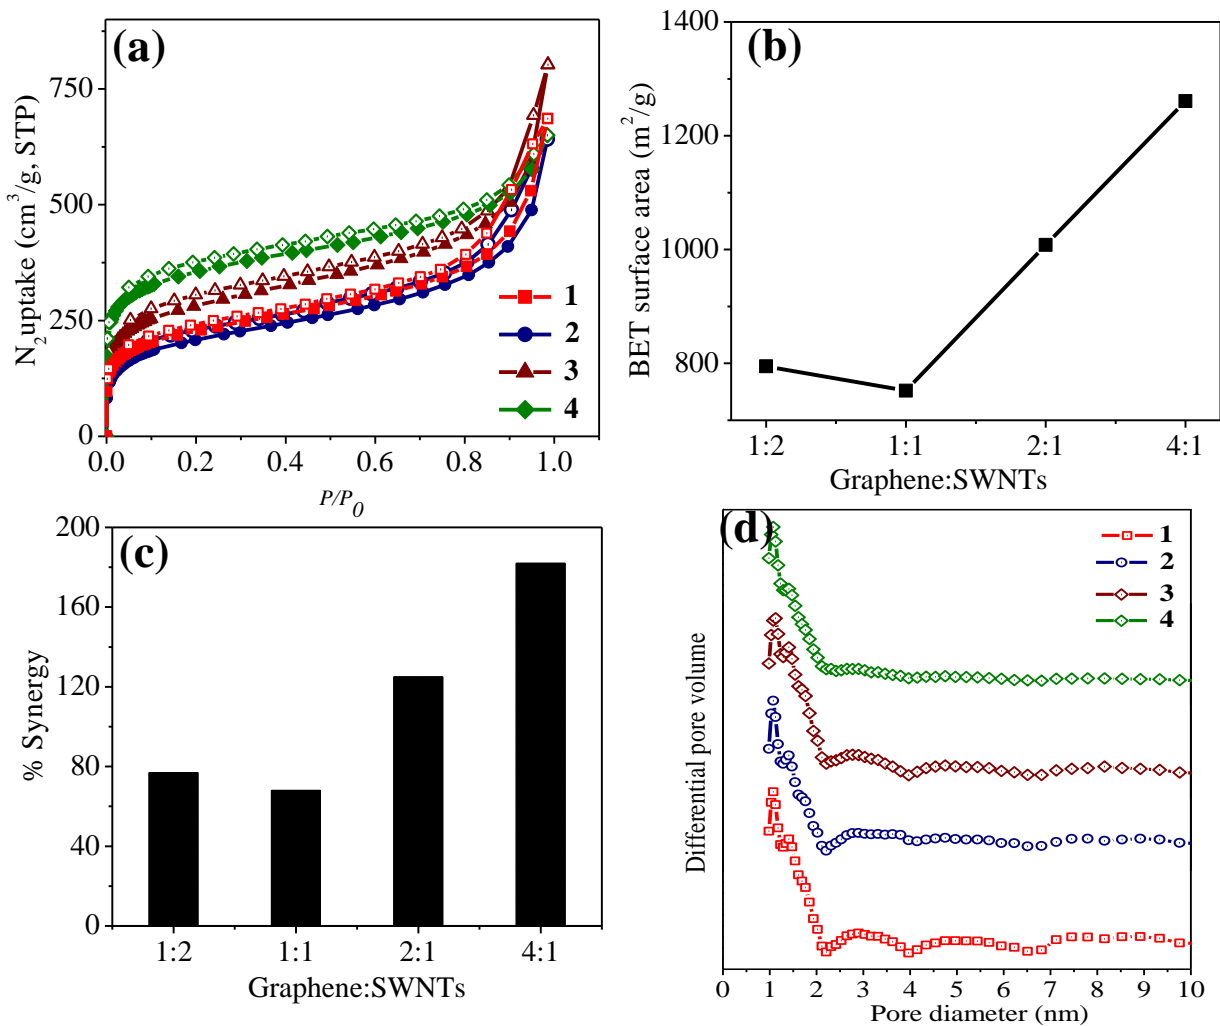 (a)
N2uptake (cm3/g, STP)
750
500
250
0
0.0 0.2 0.4 0.6 0.8 1.0
P/P0
1
2
3
4
(b)
BET surface area (m2/g)
1400
1200
1000
800
1:2 1:1 2:1 4:1
Graphene:SWNTs
(c)
% Synergy
200
160
120
80
40
0
1:2 1:1 2:1 4:1
Graphene:SWNTs
(d)
Differential pore volume
1
2
3
4
0 1 2 3 4 5 6 7 8 9 10
Pore diameter (nm)